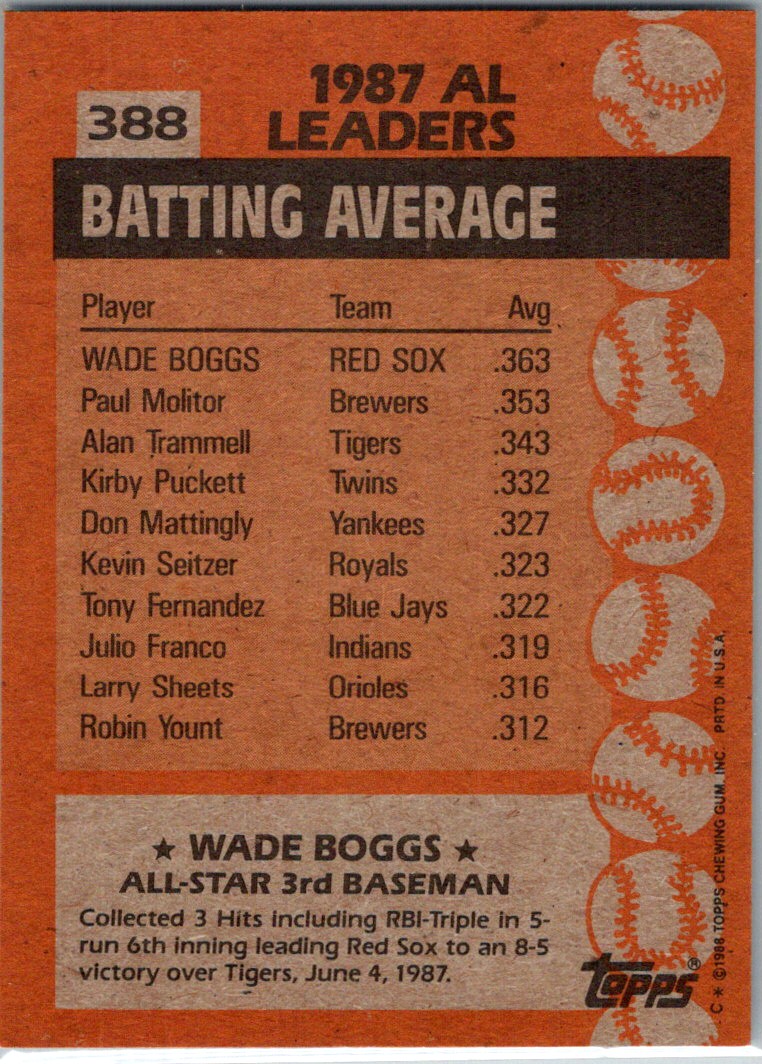 388
1987 AL
LEADERS
BATTING AVERAGE
Player Team Avg
WADE BOGGS RED SOX .363
Paul Molitor Brewers .353
Alan Trammell Tigers .343
Kirby Puckett Twins .332
Don Mattingly Yankees .327
Kevin Seitzer Royals .323
Tony Fernandez Blue Jays .322
Julio Franco Indians .319
Larry Sheets Orioles .316
Robin Yount Brewers .312
★ WADE BOGGS ★
ALL-STAR 3rd BASEMAN
Collected 3 Hits including RBI-Triple in 5-
run 6th inning leading Red Sox to an 8-5
victory over Tigers, June 4, 1987.
topps®
C * ©1988 TOPPS CHEWING GUM, INC. PRTD IN U.S.A.